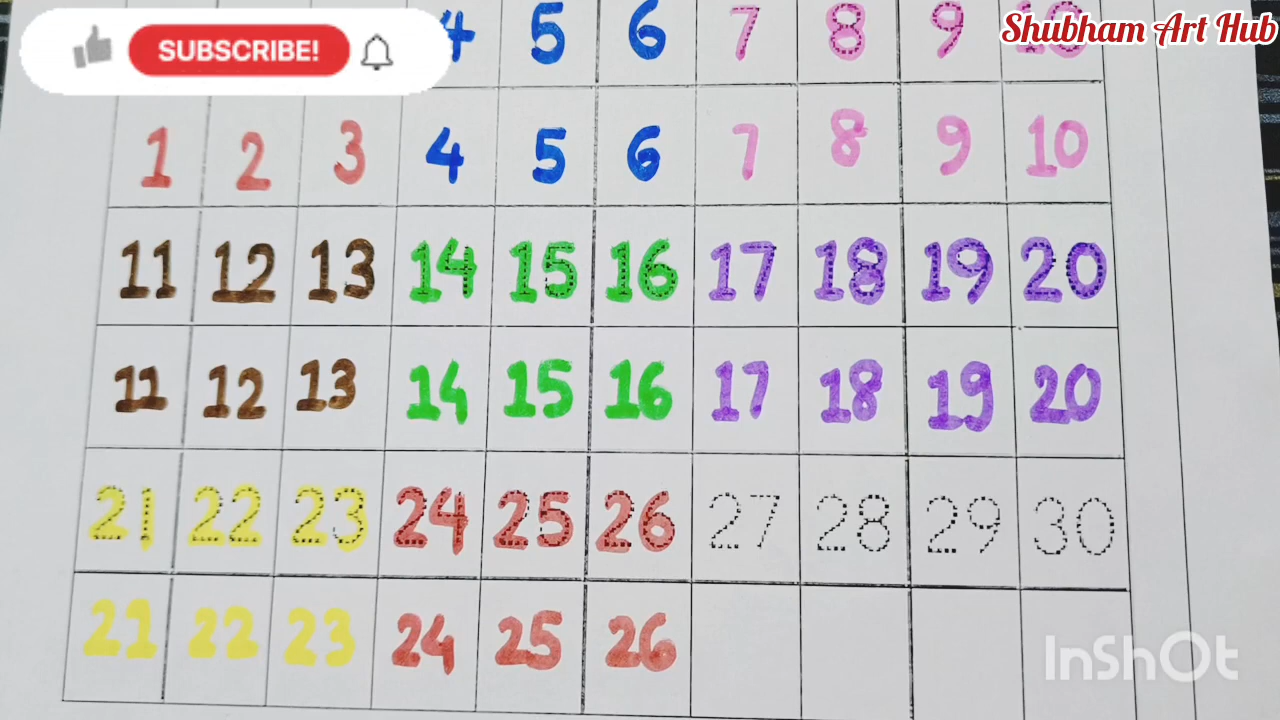 SUBSCRIBE!
Shubham Art Hub
4 5 6 7 8 9 10
1 2 3 4 5 6 7 8 9 10
11 12 13 14 15 16 17 18 19 20
11 12 13 14 15 16 17 18 19 20
21 22 23 24 25 26 27 28 29 30
21 22 23 24 25 26
InShOt